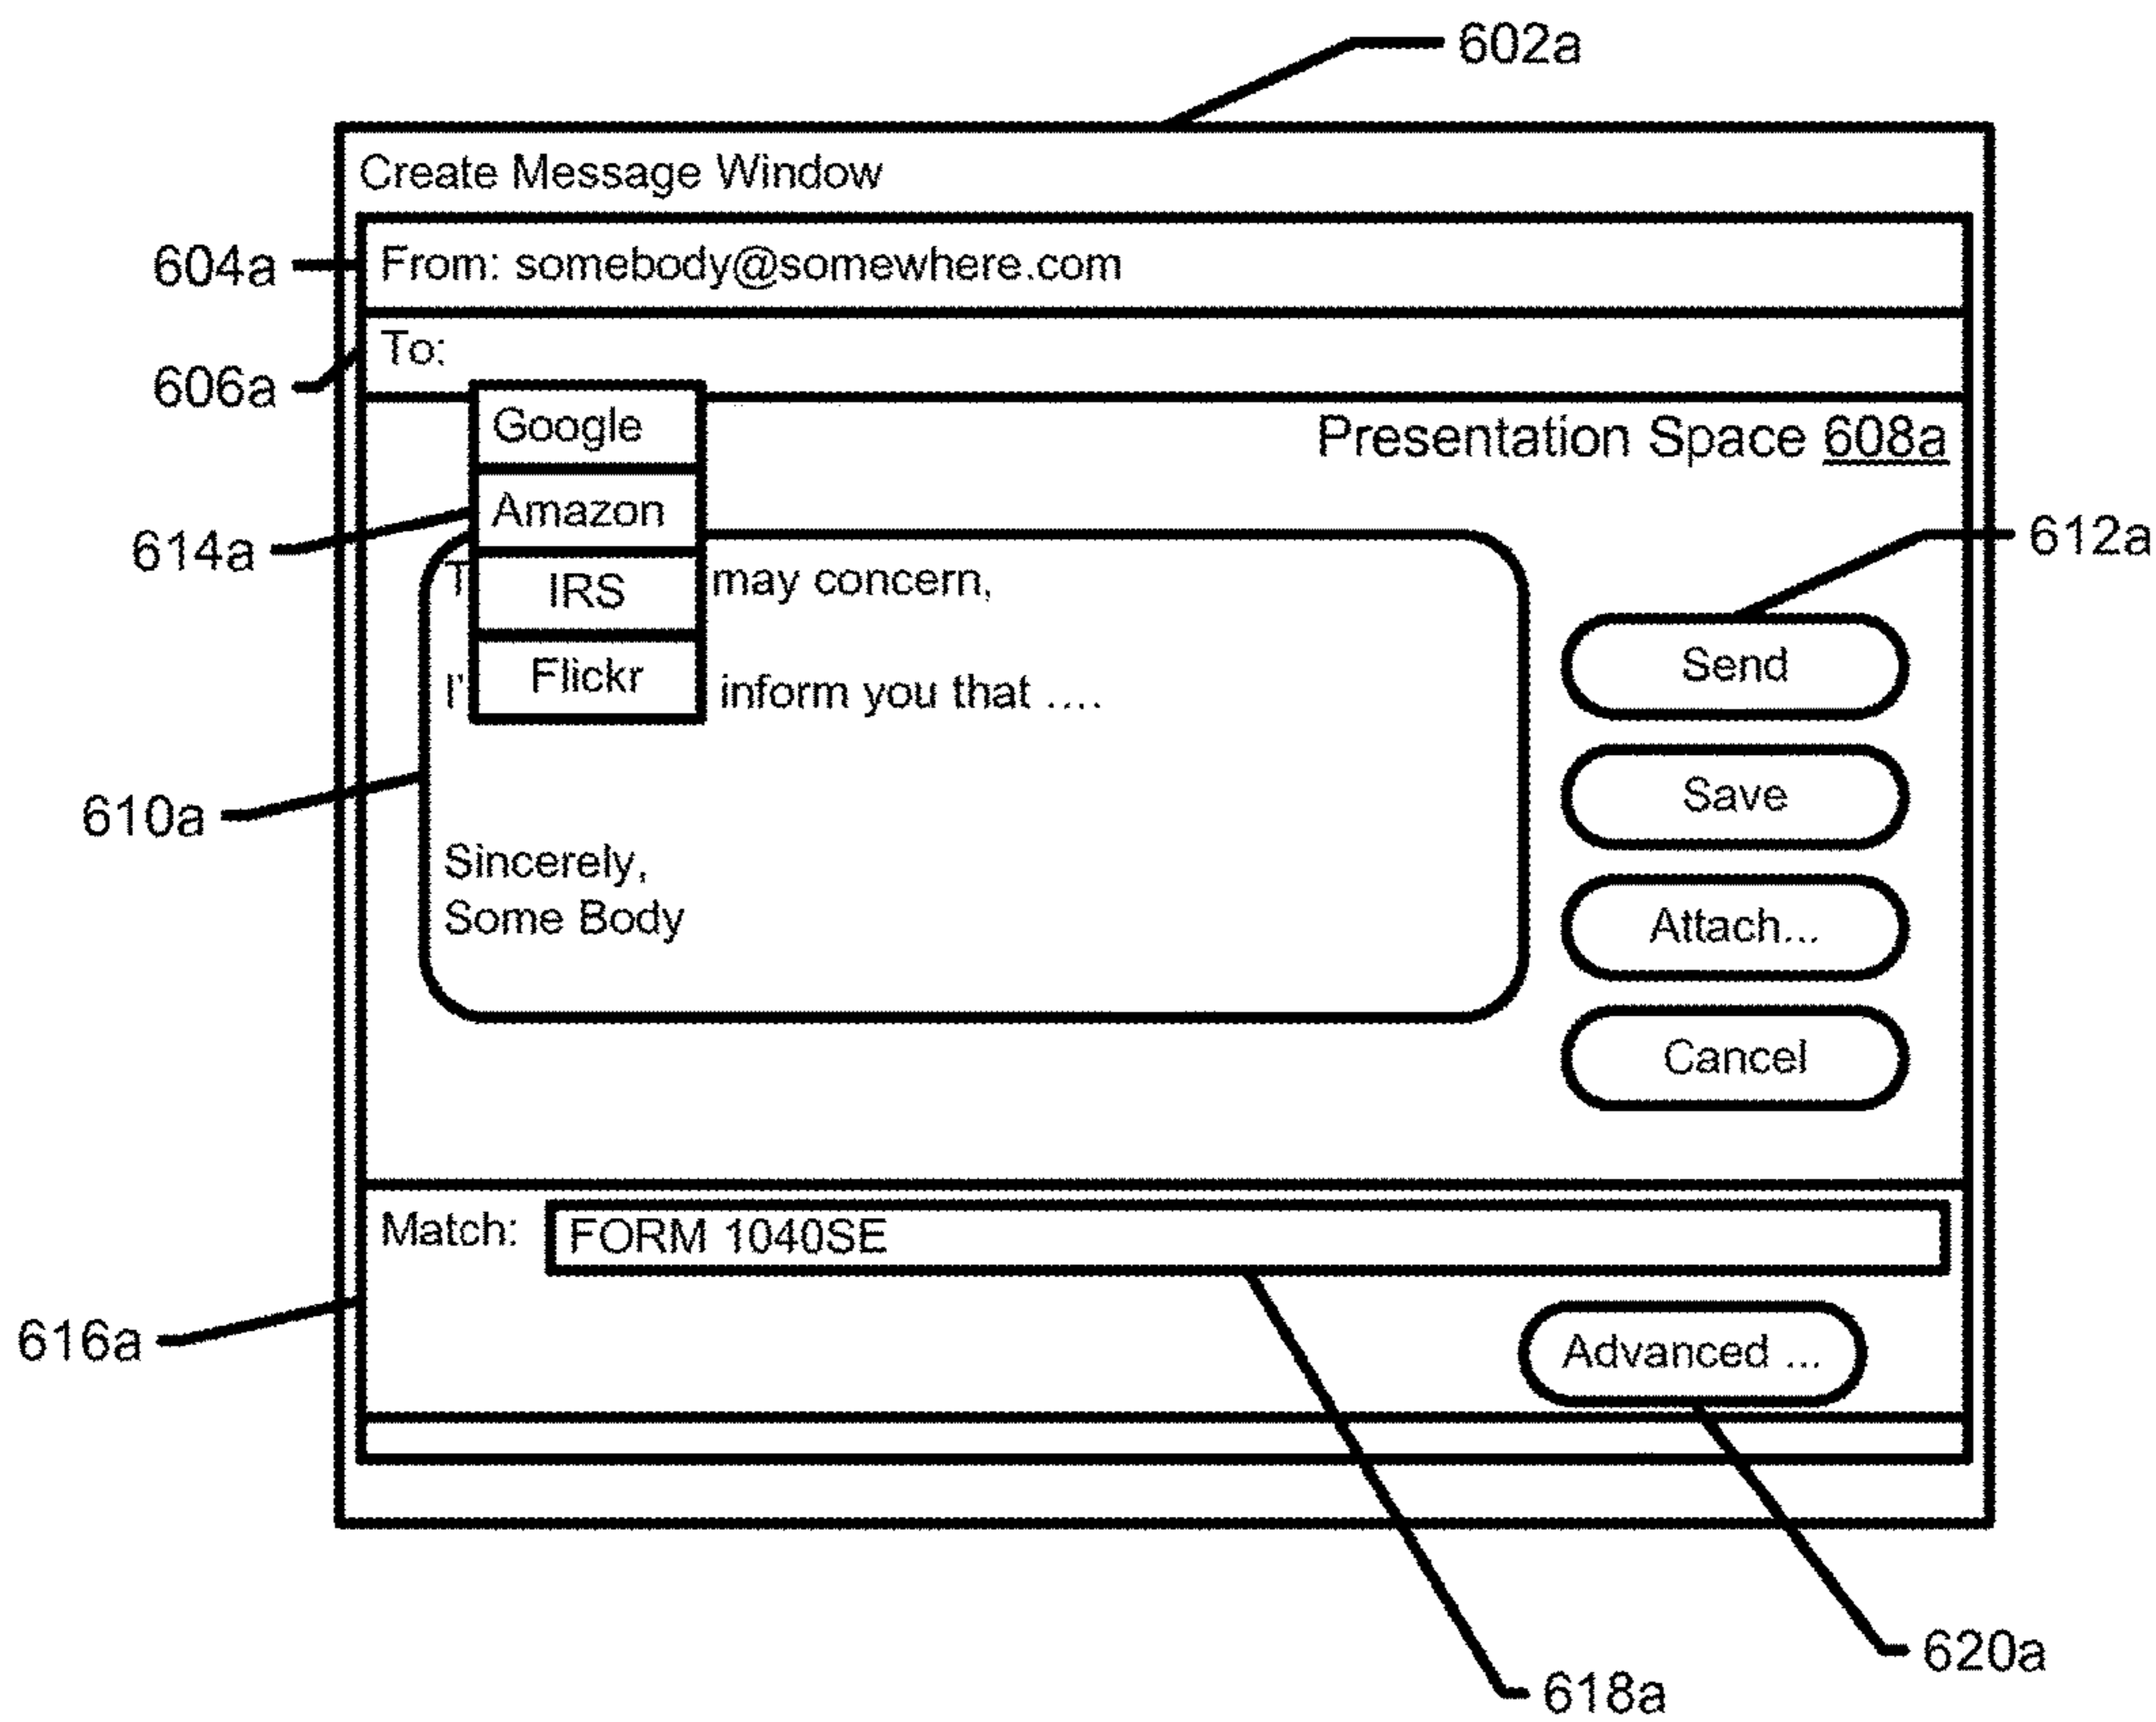 602a
Create Message Window
604a
From: somebody@somewhere.com
606a
To:
Google
Presentation Space 608a
614a
Amazon
612a
IRS
T may concern,
Flickr
I' inform you that ....
Send
Save
610a
Sincerely,
Some Body
Attach...
Cancel
Match:
FORM 1040SE
616a
Advanced ...
620a
618a